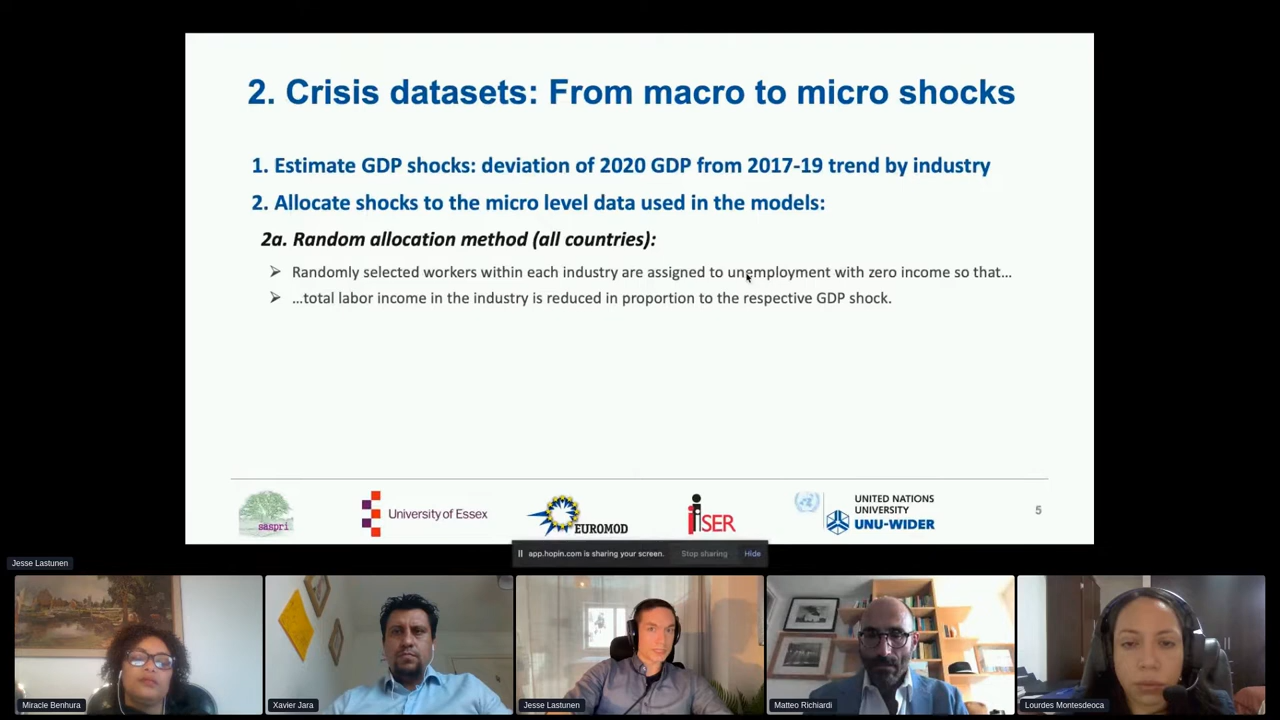 2. Crisis datasets: From macro to micro shocks
1. Estimate GDP shocks: deviation of 2020 GDP from 2017-19 trend by industry
2. Allocate shocks to the micro level data used in the models:
2a. Random allocation method (all countries):
Randomly selected workers within each industry are assigned to unemployment with zero income so that…
…total labor income in the industry is reduced in proportion to the respective GDP shock.
saspri
University of Essex
EUROMOD
ISER
UNITED NATIONS
UNIVERSITY
UNU-WIDER
5
app.hopin.com is sharing your screen.
Stop sharing
Hide
Jesse Lastunen
Miracle Benhura
Xavier Jara
Jesse Lastunen
Matteo Richiardi
Lourdes Montesdeoca